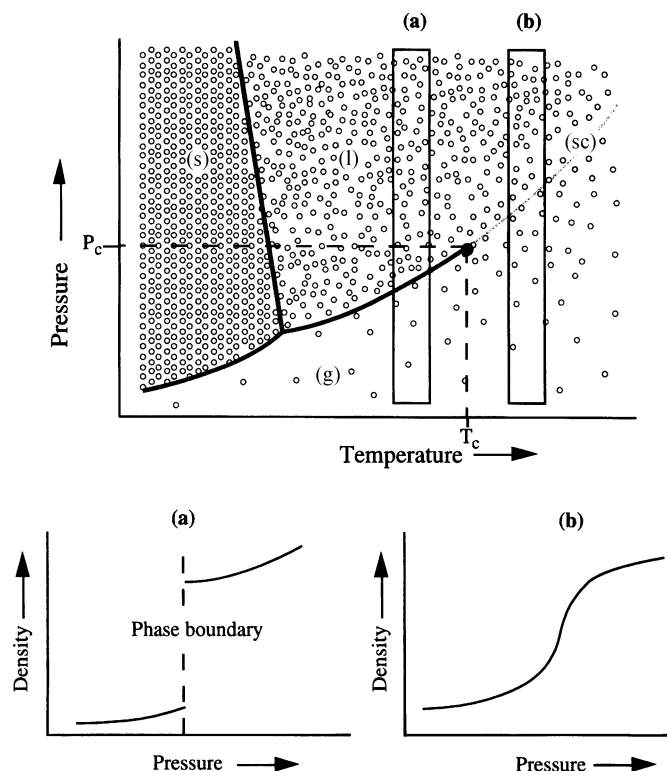 (a) (b)
(s) (l) (sc)
P_c
Pressure
(g)
T_c
Temperature
(a) (b)
Density
Phase boundary
Pressure
Density
Pressure